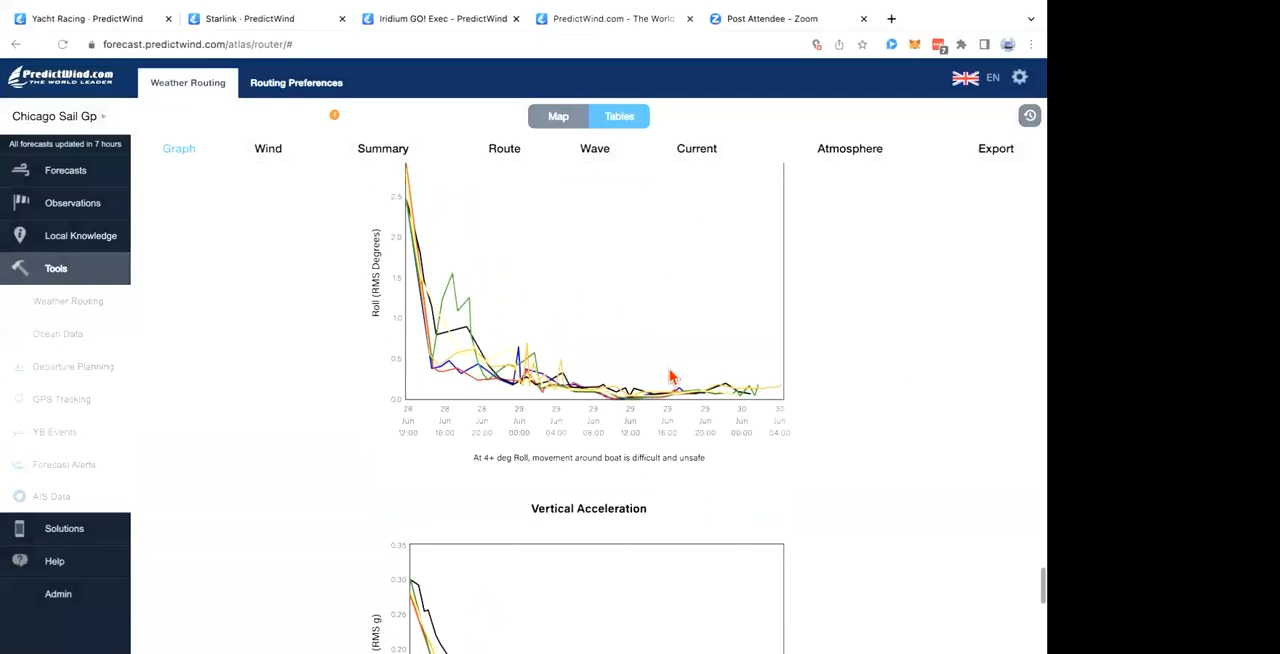 Yacht Racing - PredictWind
Starlink - PredictWind
Iridium GO! Exec - PredictWind
PredictWind.com - The World
Post Attendee - Zoom
forecast.predictwind.com/atlas/router/#
7
PredictWind.com
THE WORLD LEADER
Weather Routing
Routing Preferences
EN
Chicago Sail Gp
Map
Tables
All forecasts updated in 7 hours
Graph
Wind
Summary
Route
Wave
Current
Atmosphere
Export
Forecasts
Observations
Local Knowledge
Tools
Weather Routing
Ocean Data
Departure Planning
GPS Tracking
YB Events
Forecast Alerts
AIS Data
Solutions
Help
Admin
Roll (RMS Degrees)
2.5
2.0
1.5
1.0
0.5
0.0
28 28 28 29 29 29 29 29 29 30 30
Jun Jun Jun Jun Jun Jun Jun Jun Jun Jun Jun
12:00 16:00 20:00 00:00 04:00 08:00 12:00 16:00 20:00 00:00 04:00
At 4+ deg Roll, movement around boat is difficult and unsafe
Vertical Acceleration
0.35
0.30
0.25
0.20
(RMS g)